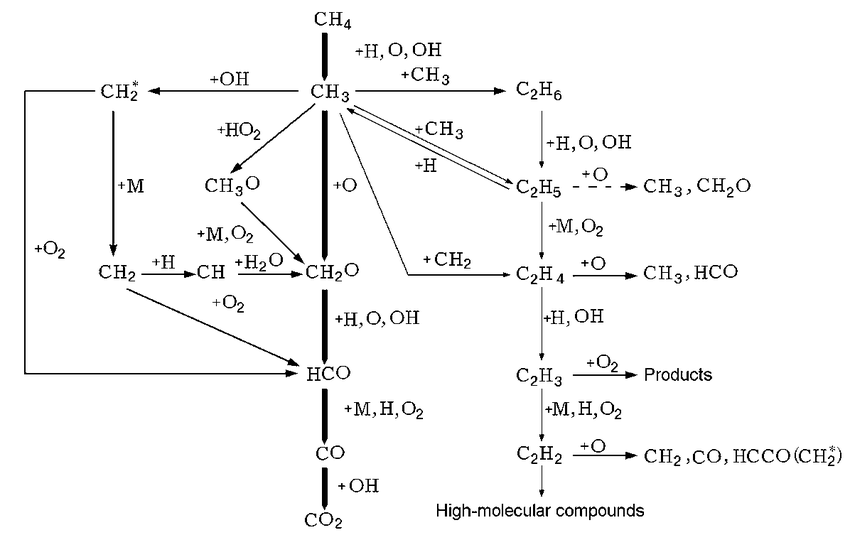 CH₄
+H, O, OH
CH₂* +OH CH₃ +CH₃ C₂H₆
+HO₂ +CH₃ +H, O, OH
+H
+M CH₃O +O C₂H₅ +O CH₃, CH₂O
+O₂ +M, O₂ +M, O₂
CH₂ +H CH +H₂O CH₂O +CH₂ C₂H₄ +O CH₃, HCO
+O₂
+H, O, OH +H, OH
HCO C₂H₃ +O₂ Products
+M, H, O₂ +M, H, O₂
CO C₂H₂ +O CH₂, CO, HCCO(CH₂*)
+OH
CO₂ High-molecular compounds